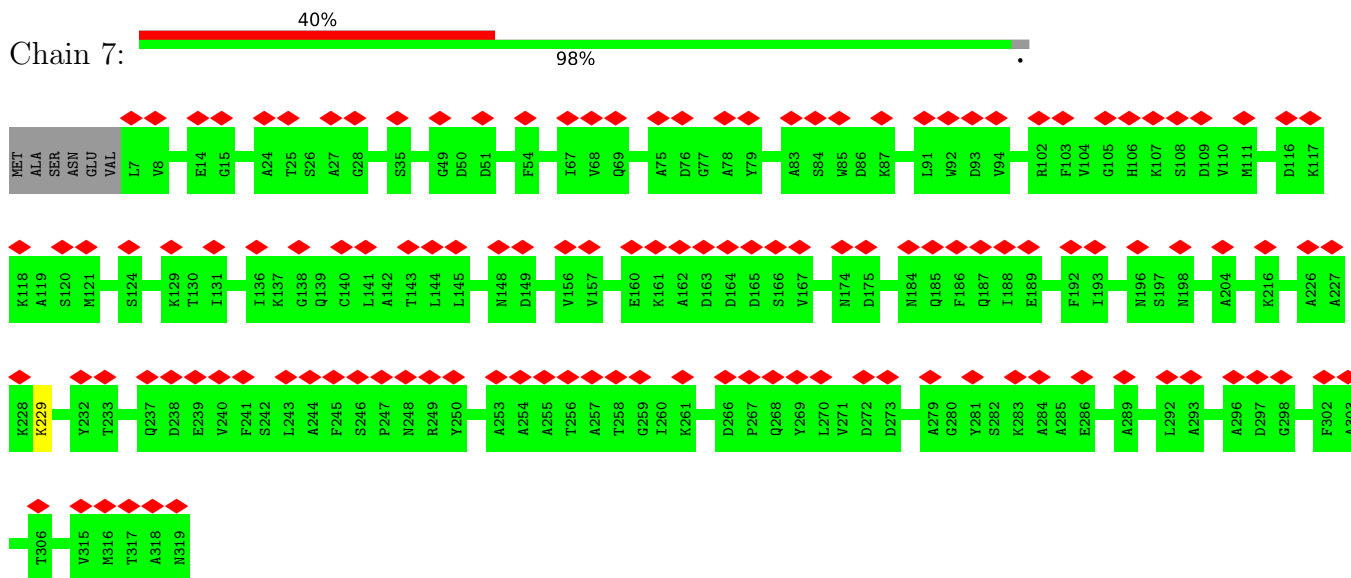 40%
Chain 7:
98%
.
MET ALA SER ASN GLU VAL L7 V8 E14 G15 A24 T25 S26 A27 G28 S35 G49 D50 D51 F54 I67 V68 Q69 A75 D76 G77 A78 Y79 A83 S84 W85 D86 K87 L91 W92 D93 V94 R102 F103 V104 G105 H106 K107 S108 D109 V110 M111 D116 K117
K118 A119 S120 M121 S124 K129 T130 I131 I136 K137 G138 Q139 C140 L141 A142 T143 L144 L145 N148 D149 V156 V157 E160 K161 A162 D163 D164 D165 S166 V167 N174 D175 N184 Q185 F186 Q187 I188 E189 F192 I193 N196 S197 N198 A204 K216 A226 A227
K228 K229 Y232 T233 Q237 D238 E239 V240 F241 S242 L243 A244 F245 S246 P247 N248 R249 Y250 A253 A254 A255 T256 A257 T258 G259 I260 K261 D266 P267 Q268 Y269 L270 V271 D272 D273 A279 G280 Y281 S282 K283 A284 A285 E286 A289 L292 A293 A296 D297 G298 F302 A303
T306 V315 M316 T317 A318 N319